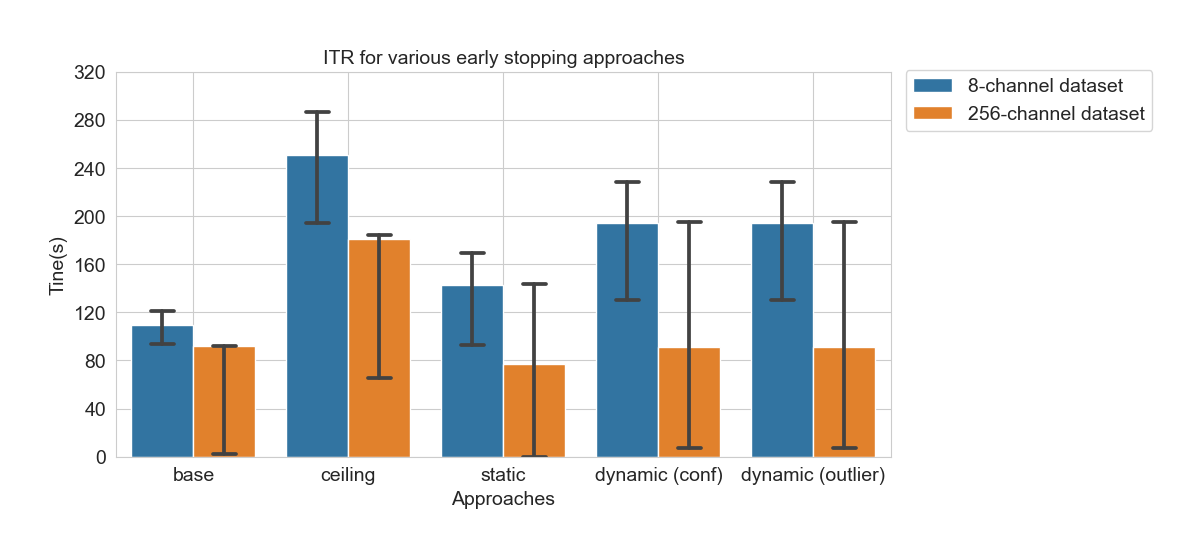 ITR for various early stopping approaches
8-channel dataset
256-channel dataset
Tine(s)
320
280
240
200
160
120
80
40
0
base
ceiling
static
dynamic (conf)
dynamic (outlier)
Approaches